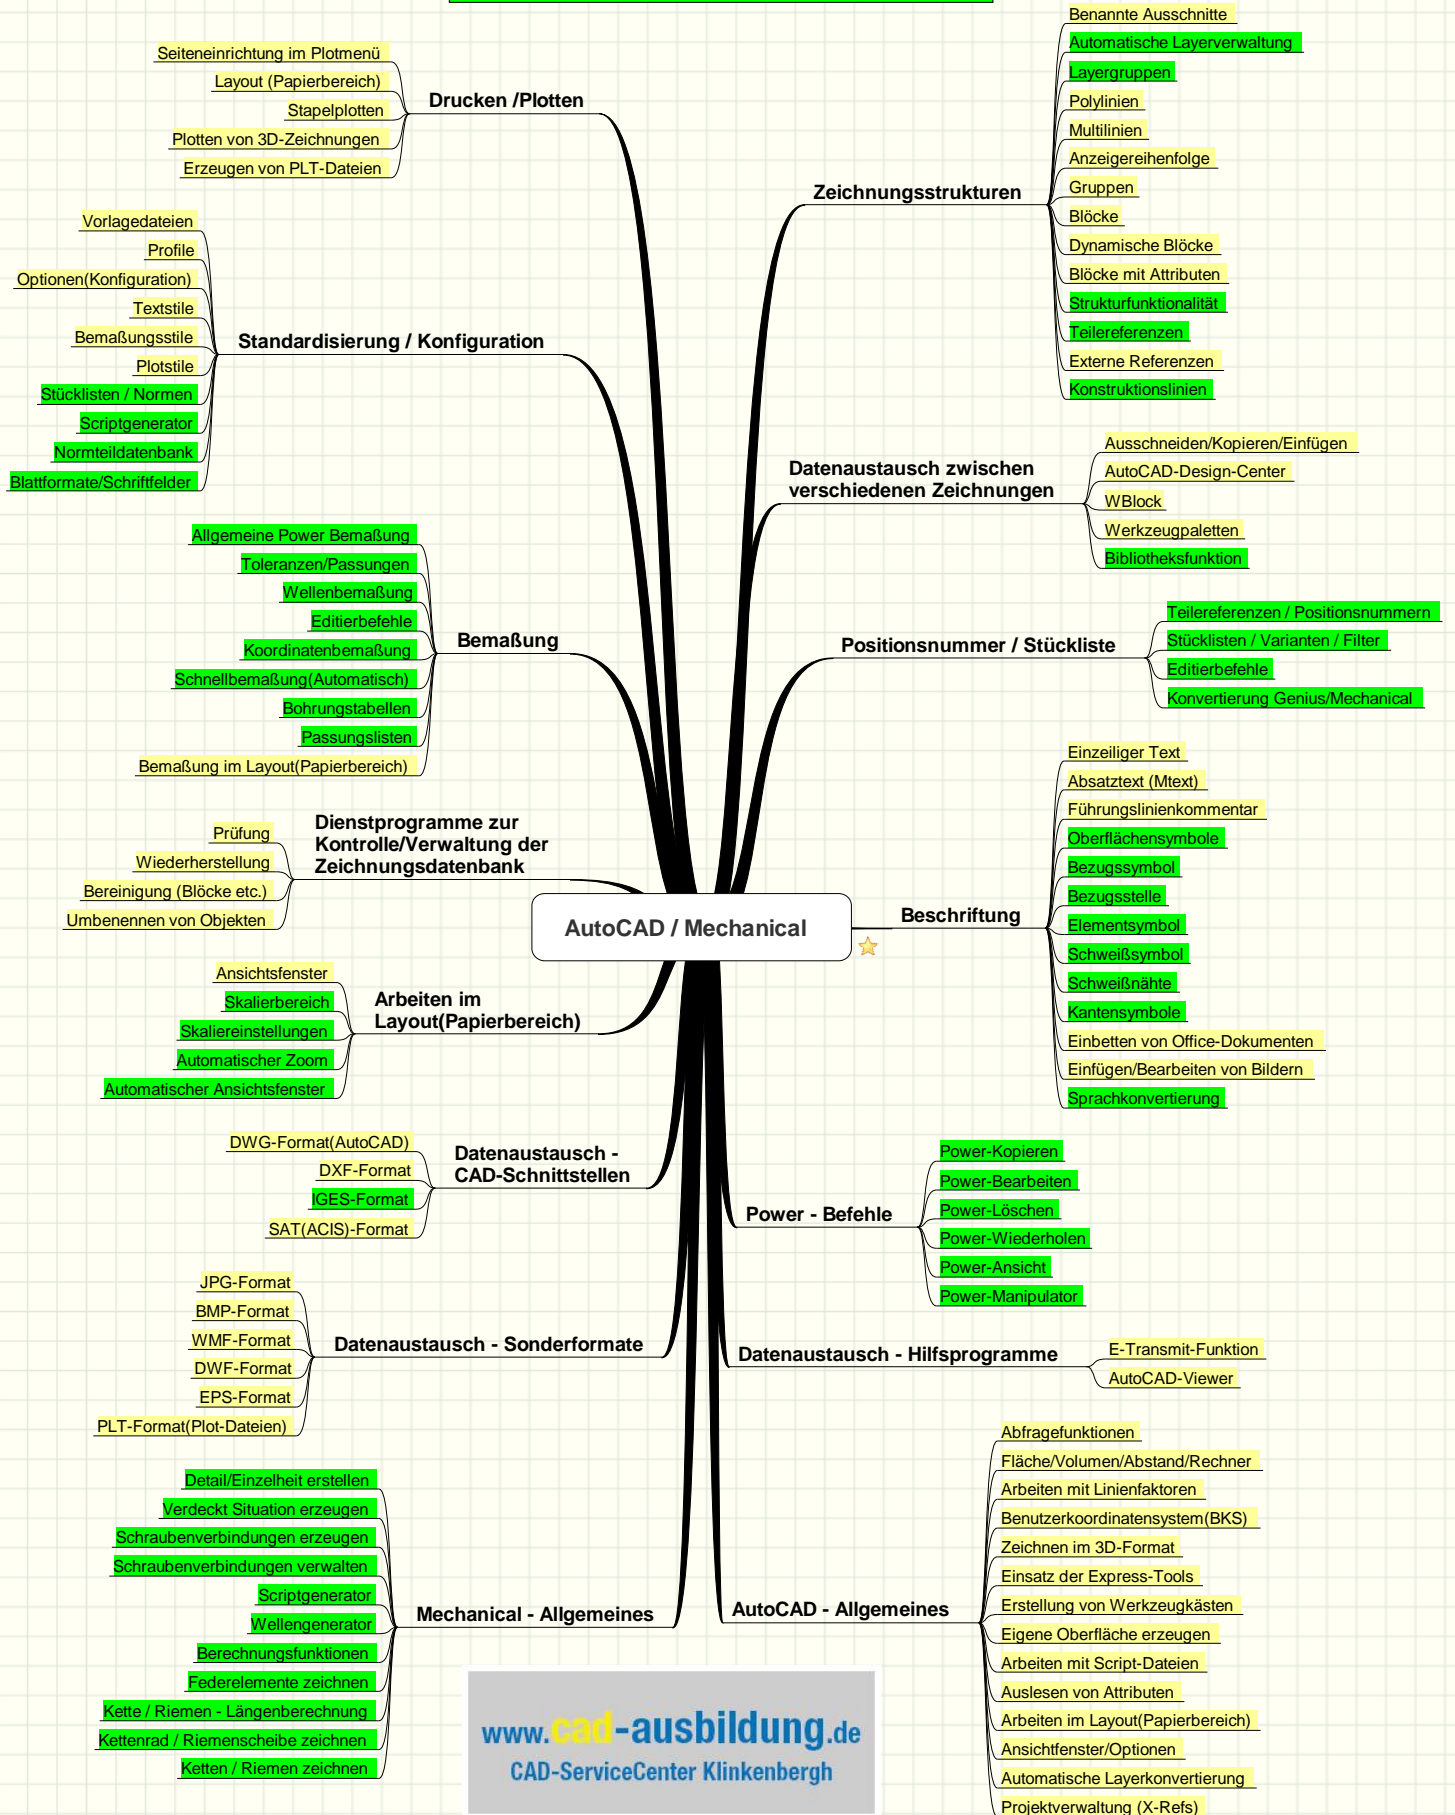 Seiteneinrichtung im Plotmenü
Layout (Papierbereich)
Stapelplotten
Plotten von 3D-Zeichnungen
Erzeugen von PLT-Dateien
Drucken /Plotten
Vorlagedateien
Profile
Optionen(Konfiguration)
Textstile
Bemaßungsstile
Plotstile
Stücklisten / Normen
Scriptgenerator
Normteildatenbank
Blattformate/Schriftfelder
Standardisierung / Konfiguration
Allgemeine Power Bemaßung
Toleranzen/Passungen
Wellenbemaßung
Editierbefehle
Koordinatenbemaßung
Schnellbemaßung(Automatisch)
Bohrungstabellen
Passungslisten
Bemaßung im Layout(Papierbereich)
Bemaßung
Prüfung
Wiederherstellung
Bereinigung (Blöcke etc.)
Umbenennen von Objekten
Dienstprogramme zur
Kontrolle/Verwaltung der
Zeichnungsdatenbank
Ansichtsfenster
Skalierbereich
Skaliereinstellungen
Automatischer Zoom
Automatischer Ansichtsfenster
Arbeiten im
Layout(Papierbereich)
DWG-Format(AutoCAD)
DXF-Format
IGES-Format
SAT(ACIS)-Format
Datenaustausch -
CAD-Schnittstellen
JPG-Format
BMP-Format
WMF-Format
DWF-Format
EPS-Format
PLT-Format(Plot-Dateien)
Datenaustausch - Sonderformate
Detail/Einzelheit erstellen
Verdeckt Situation erzeugen
Schraubenverbindungen erzeugen
Schraubenverbindungen verwalten
Scriptgenerator
Wellengenerator
Berechnungsfunktionen
Federelemente zeichnen
Kette / Riemen - Längenberechnung
Kettenrad / Riemenscheibe zeichnen
Ketten / Riemen zeichnen
Mechanical - Allgemeines
AutoCAD / Mechanical
Zeichnungsstrukturen
Benannte Ausschnitte
Automatische Layerverwaltung
Layergruppen
Polylinien
Multilinien
Anzeigereihenfolge
Gruppen
Blöcke
Dynamische Blöcke
Blöcke mit Attributen
Strukturfunktionalität
Teilereferenzen
Externe Referenzen
Konstruktionslinien
Datenaustausch zwischen
verschiedenen Zeichnungen
Ausschneiden/Kopieren/Einfügen
AutoCAD-Design-Center
WBlock
Werkzeugpaletten
Bibliotheksfunktion
Positionsnummer / Stückliste
Teilereferenzen / Positionsnummern
Stücklisten / Varianten / Filter
Editierbefehle
Konvertierung Genius/Mechanical
Beschriftung
Einzeiliger Text
Absatztext (Mtext)
Führungslinienkommentar
Oberflächensymbole
Bezugssymbol
Bezugsstelle
Elementsymbol
Schweißsymbol
Schweißnähte
Kantensymbole
Einbetten von Office-Dokumenten
Einfügen/Bearbeiten von Bildern
Sprachkonvertierung
Power - Befehle
Power-Kopieren
Power-Bearbeiten
Power-Löschen
Power-Wiederholen
Power-Ansicht
Power-Manipulator
Datenaustausch - Hilfsprogramme
E-Transmit-Funktion
AutoCAD-Viewer
AutoCAD - Allgemeines
Abfragefunktionen
Fläche/Volumen/Abstand/Rechner
Arbeiten mit Linienfaktoren
Benutzerkoordinatensystem(BKS)
Zeichnen im 3D-Format
Einsatz der Express-Tools
Erstellung von Werkzeugkästen
Eigene Oberfläche erzeugen
Arbeiten mit Script-Dateien
Auslesen von Attributen
Arbeiten im Layout(Papierbereich)
Ansichtfenster/Optionen
Automatische Layerkonvertierung
Projektverwaltung (X-Refs)
www.cad-ausbildung.de
CAD-ServiceCenter Klinkenbergh